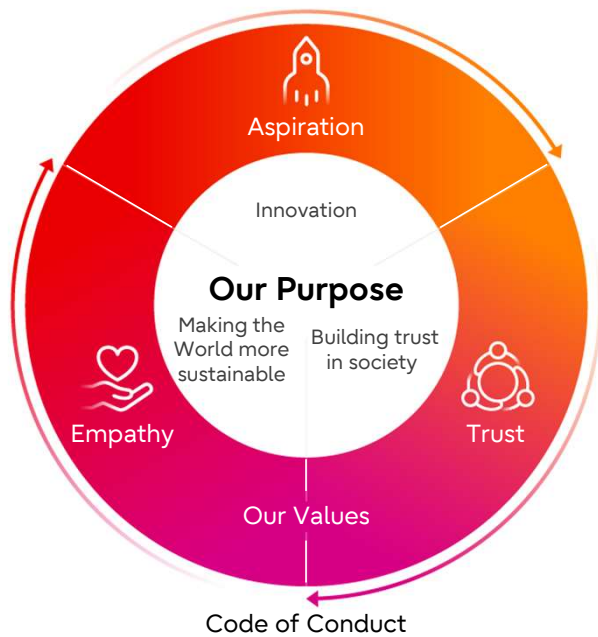 Aspiration
Innovation
Our Purpose
Making the
World more
sustainable
Building trust
in society
Empathy
Trust
Our Values
Code of Conduct